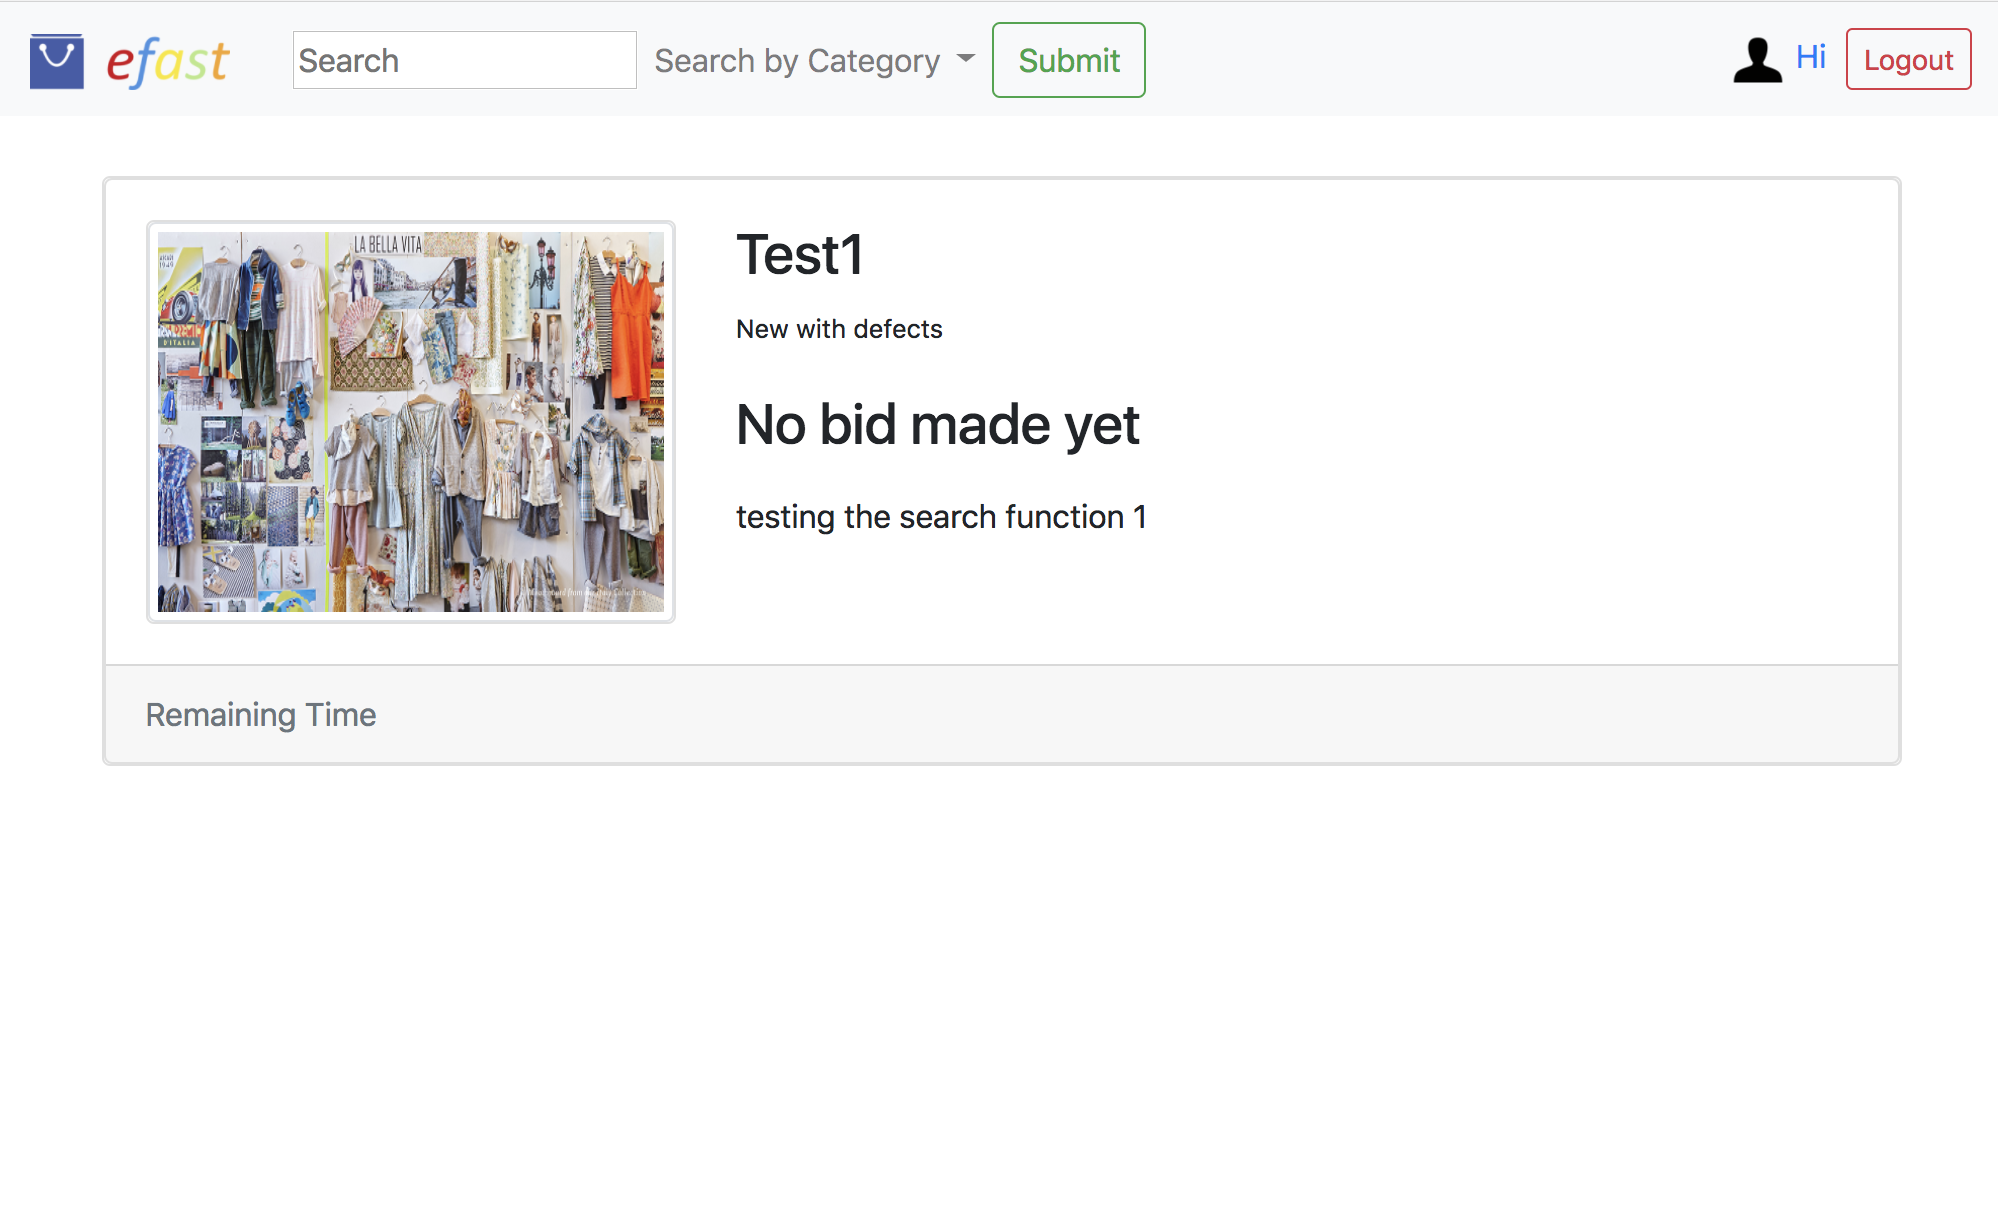 efast
Search
Search by Category
Submit
Hi
Logout
LA BELLA VITA
D'ITALIA
Test1
New with defects
No bid made yet
testing the search function 1
Remaining Time